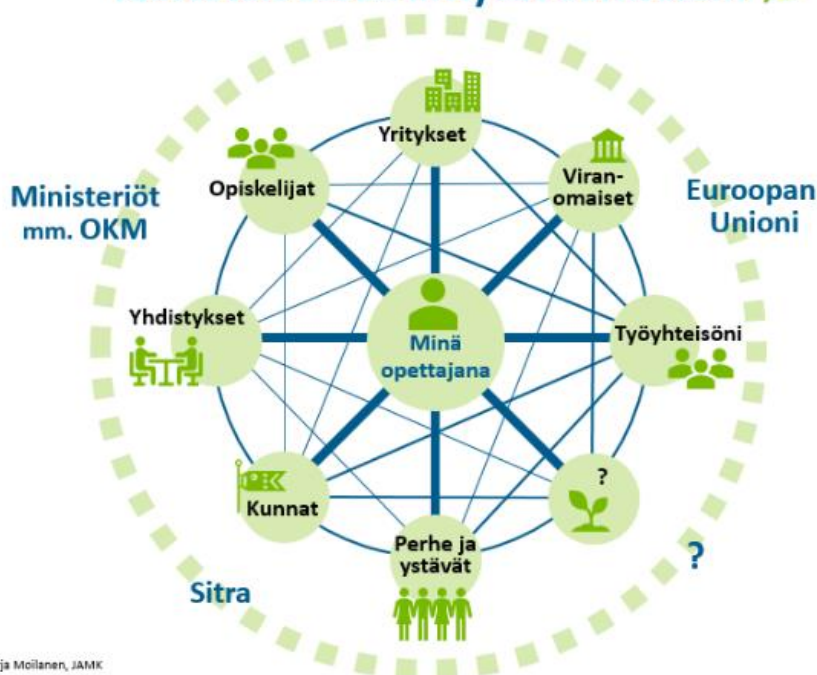 Yritykset
Opiskelijat
Viran-
omaiset
Ministeriöt
mm. OKM
Euroopan
Unioni
Yhdistykset
Työyhteisöni
Minä
opettajana
?
Kunnat
Perhe ja
ystävät
?
Sitra
ja Moilanen, JAMK